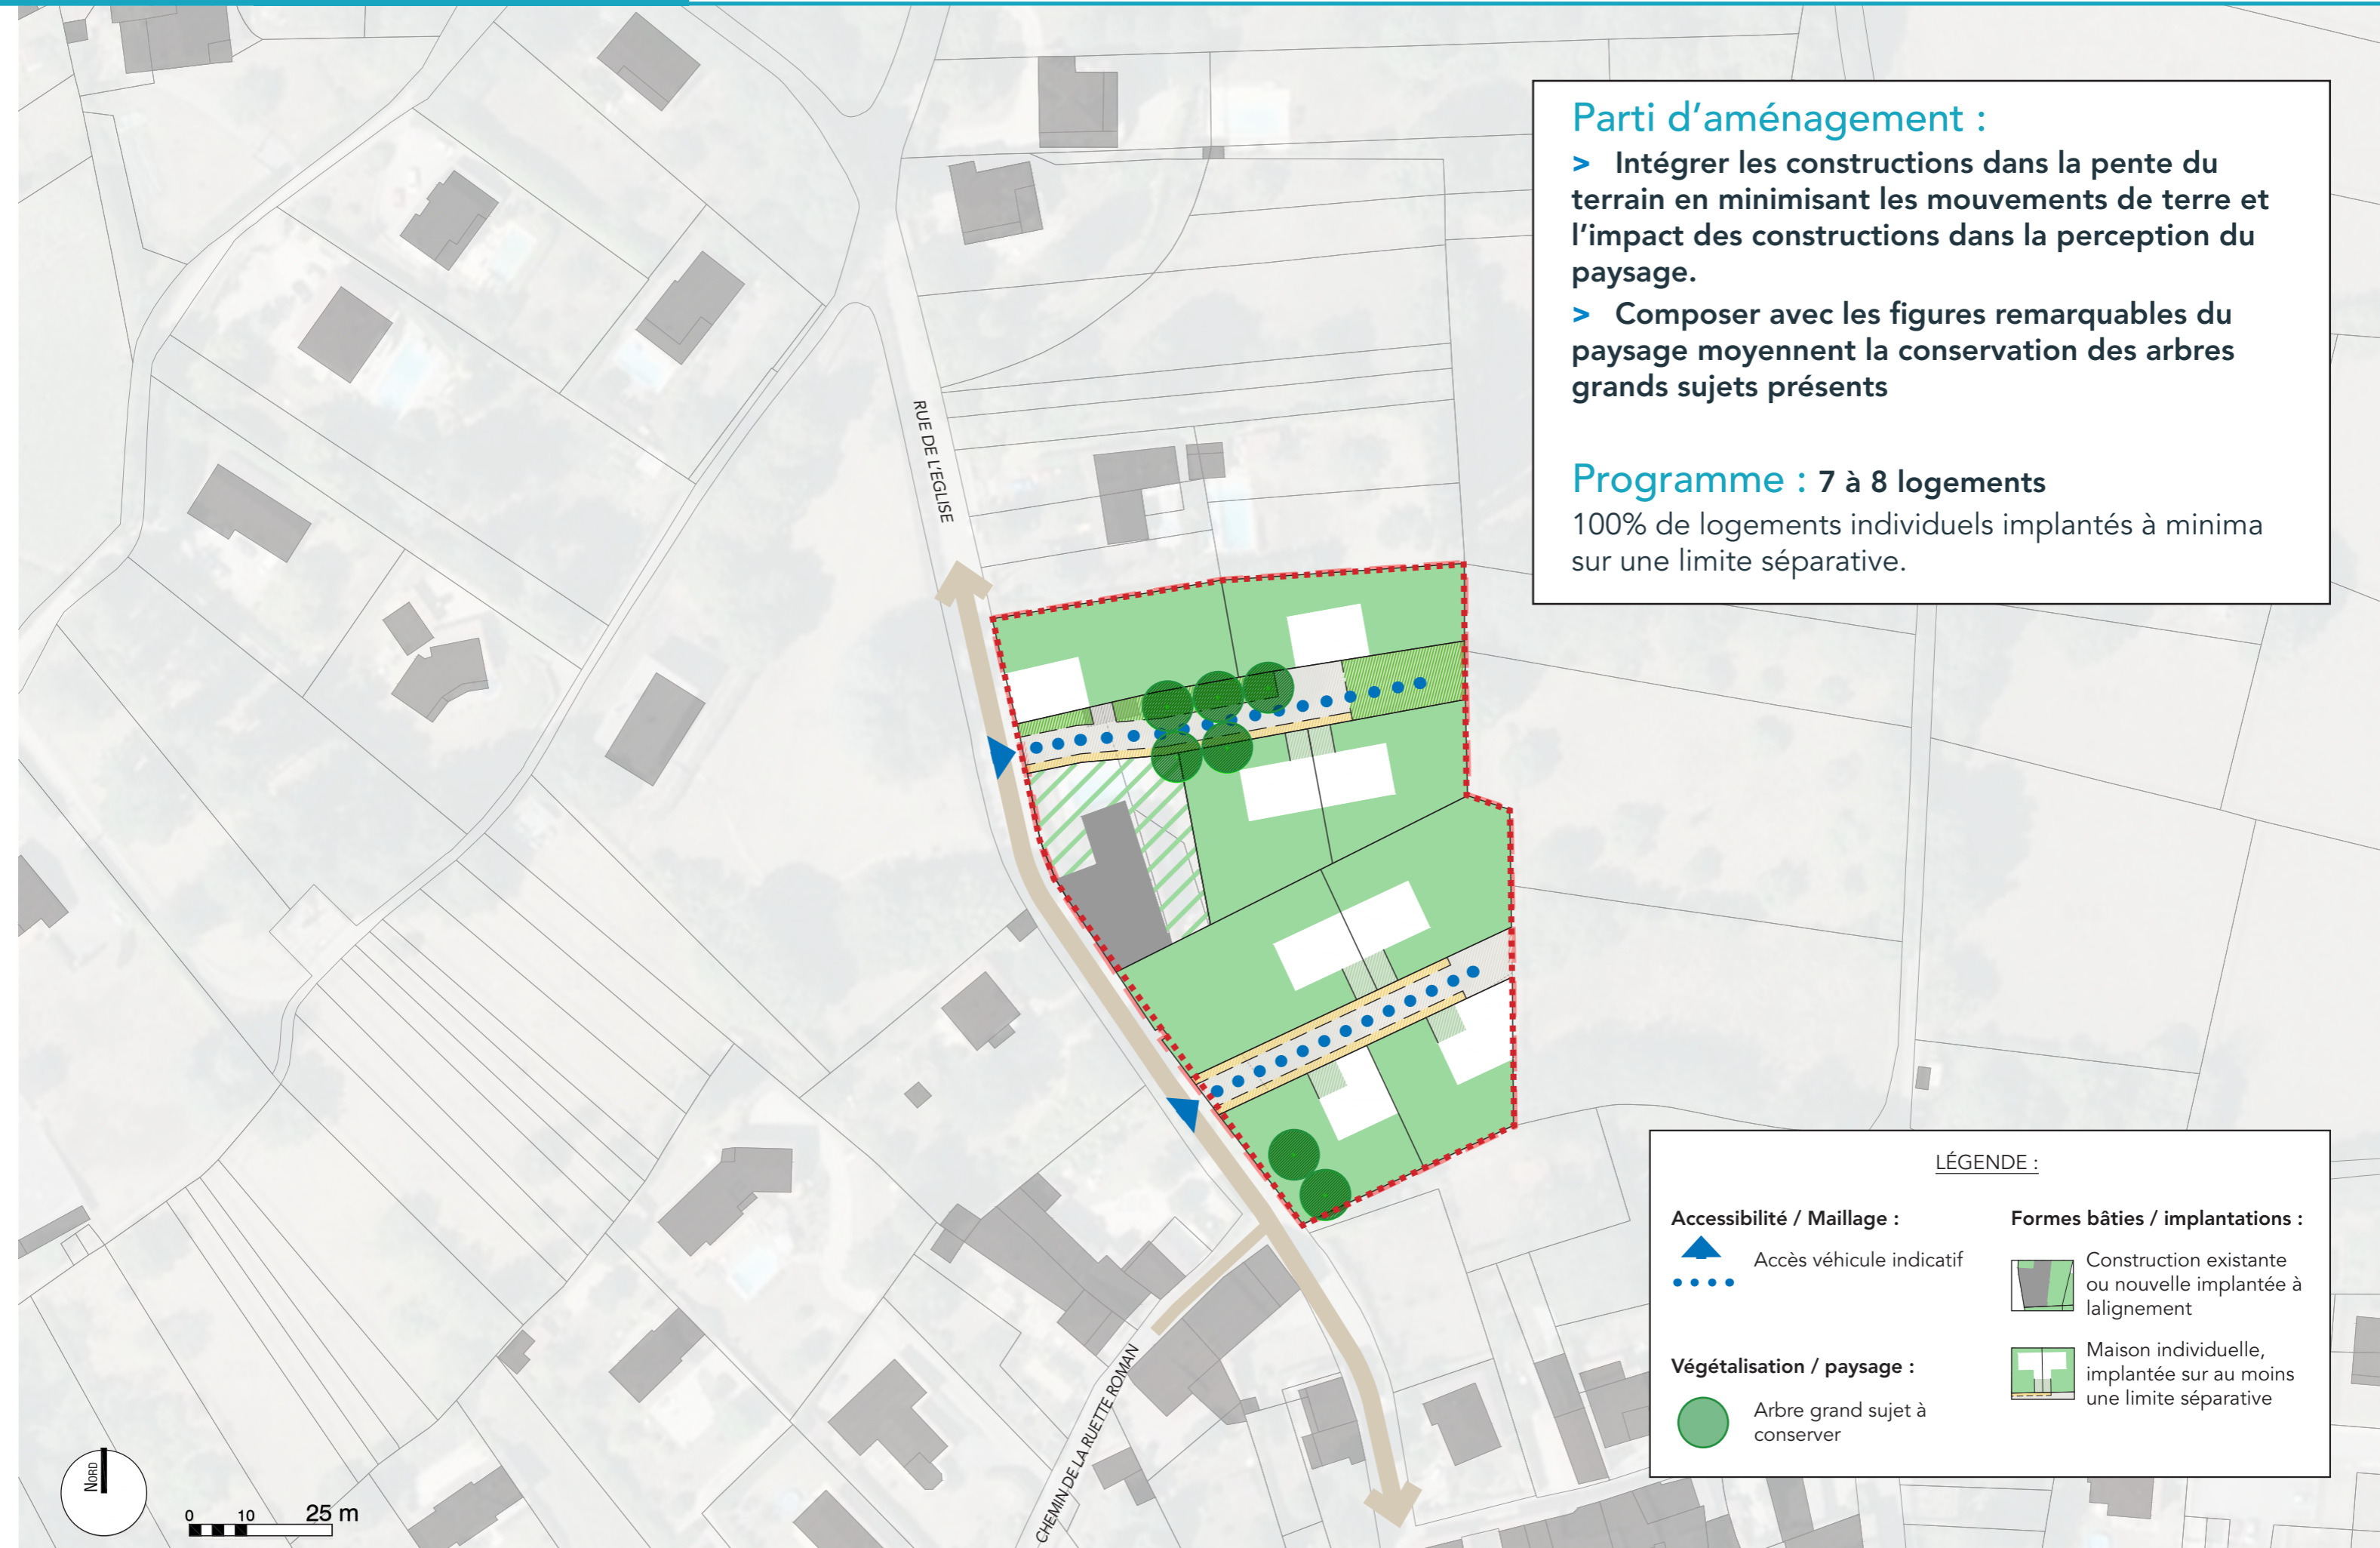 Parti d'aménagement :
> Intégrer les constructions dans la pente du
terrain en minimisant les mouvements de terre et
l'impact des constructions dans la perception du
paysage.
> Composer avec les figures remarquables du
paysage moyennent la conservation des arbres
grands sujets présents
Programme : 7 à 8 logements
100% de logements individuels implantés à minima
sur une limite séparative.
RUE DE L'EGLISE
CHEMIN DE LA RUETTE ROMAN
LÉGENDE :
Accessibilité / Maillage :
Accès véhicule indicatif
Végétalisation / paysage :
Arbre grand sujet à
conserver
Formes bâties / implantations :
Construction existante
ou nouvelle implantée à
lalignement
Maison individuelle,
implantée sur au moins
une limite séparative
NORD
0 10 25 m